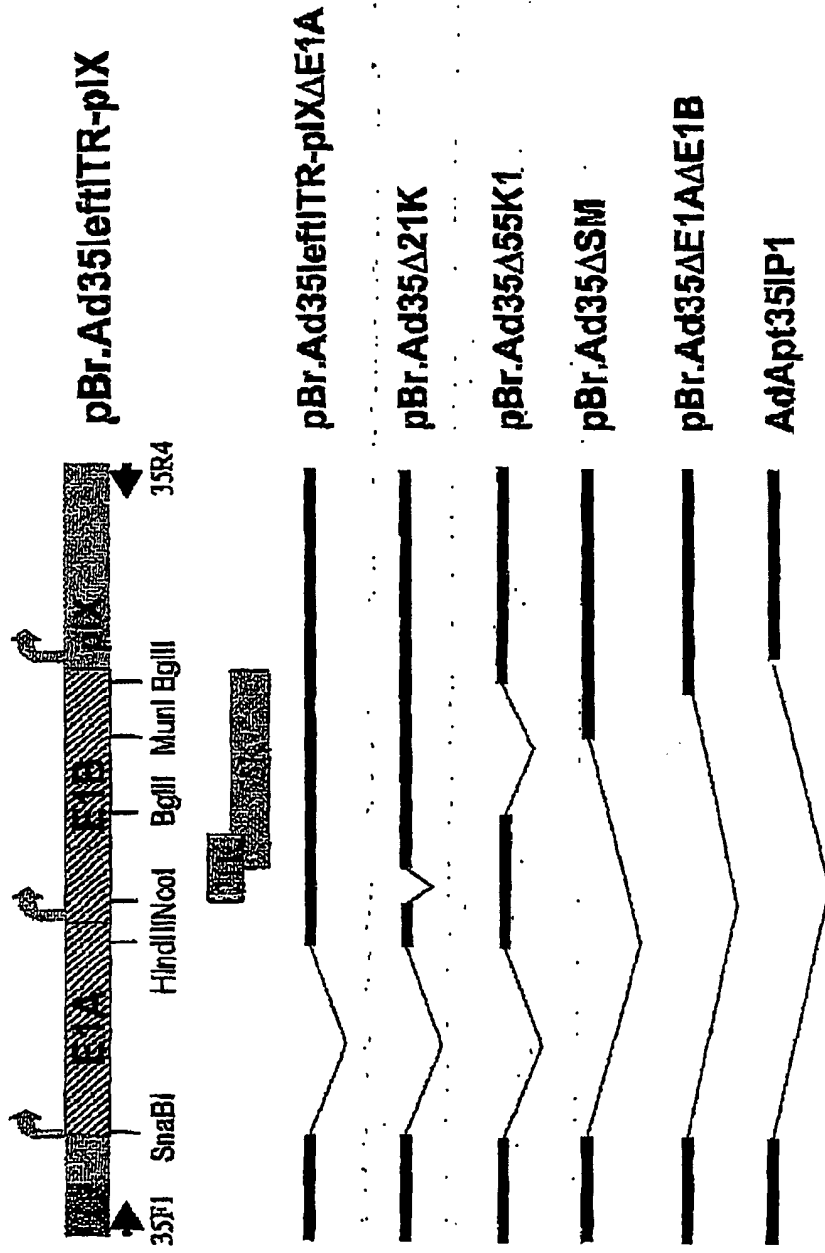 pBr.Ad35leftITR-pIX
E1A E1B pIX
SnaBI HindIII NcoI BglII MunI BglII
35F1 35R4
pBr.Ad35leftITR-pIXΔE1A
pBr.Ad35Δ21K
pBr.Ad35Δ55K1
pBr.Ad35ΔSM
pBr.Ad35ΔE1AΔE1B
AdApt35IP1